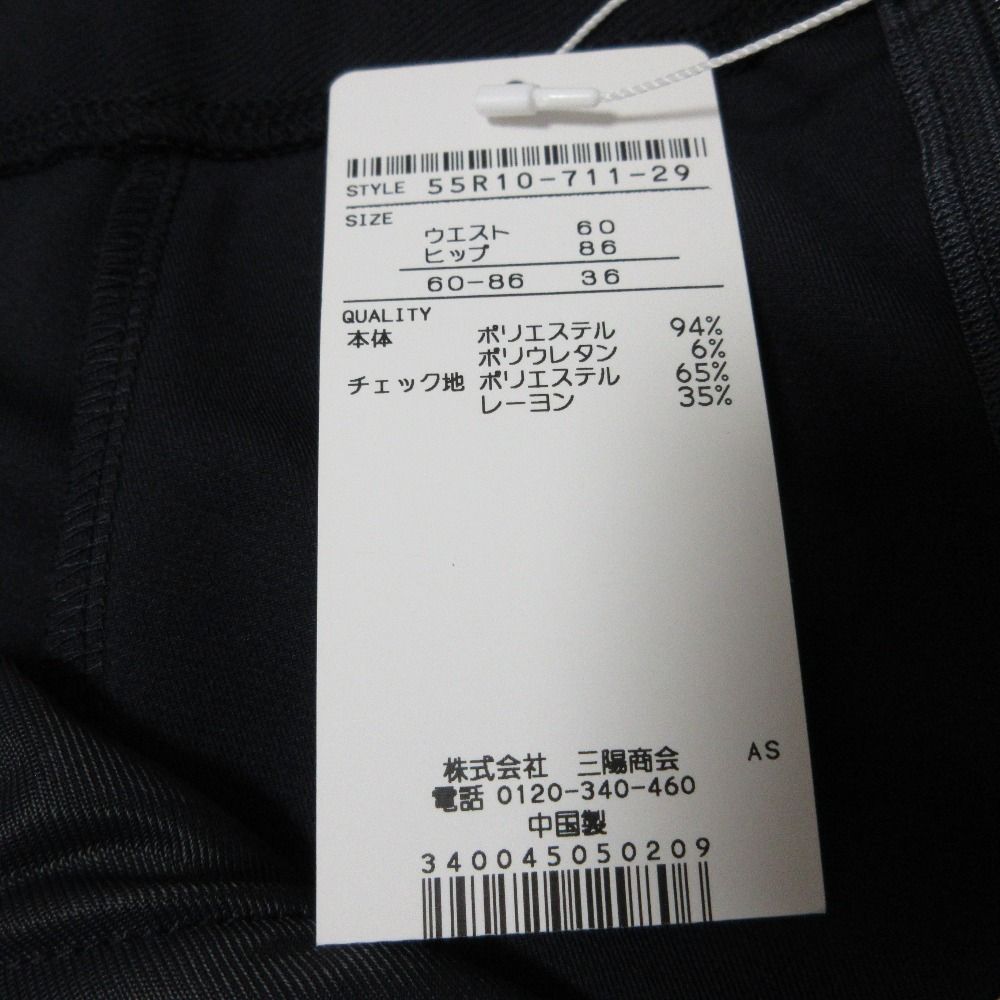 STYLE 55R10-711-29
SIZE
ウエスト 60
ヒップ 86
60-86 36
QUALITY
本体 ポリエステル 94%
ポリウレタン 6%
チェック地 ポリエステル 65%
レーヨン 35%
株式会社 三陽商会 AS
電話 0120-340-460
中国製
340045050209